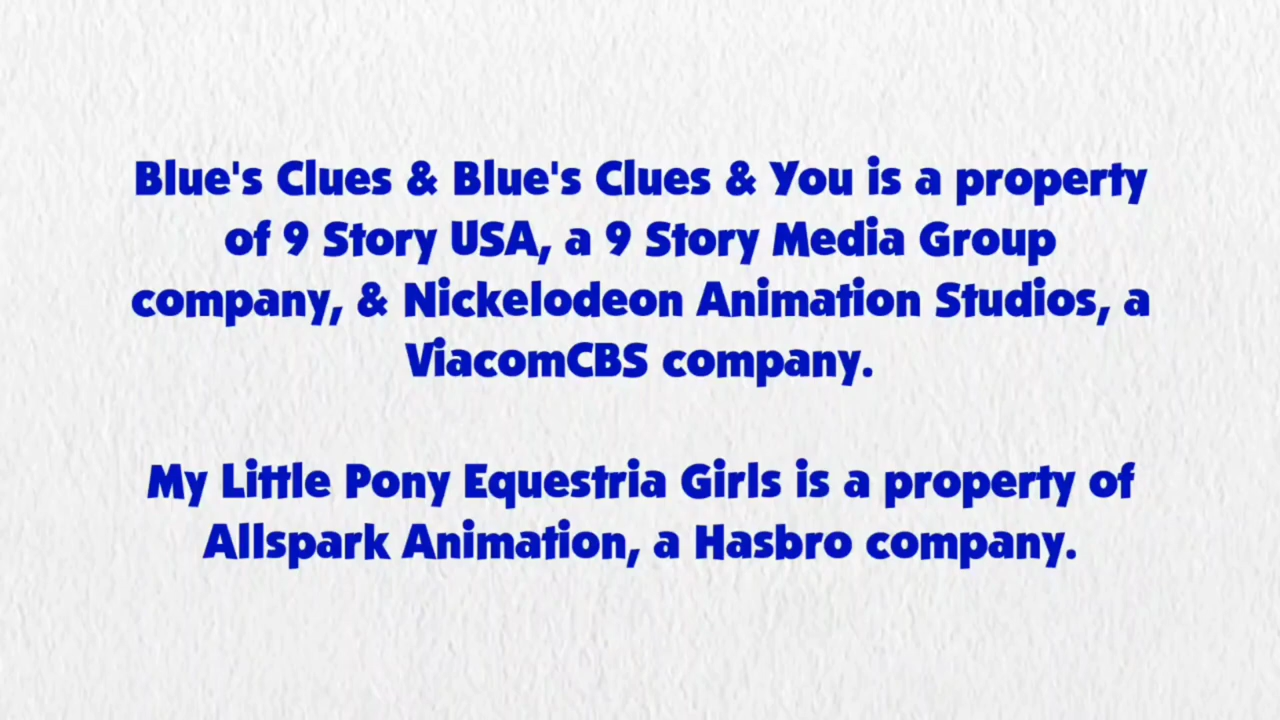 Blue's Clues & Blue's Clues & You is a property
of 9 Story USA, a 9 Story Media Group
company, & Nickelodeon Animation Studios, a
ViacomCBS company.
My Little Pony Equestria Girls is a property of
Allspark Animation, a Hasbro company.